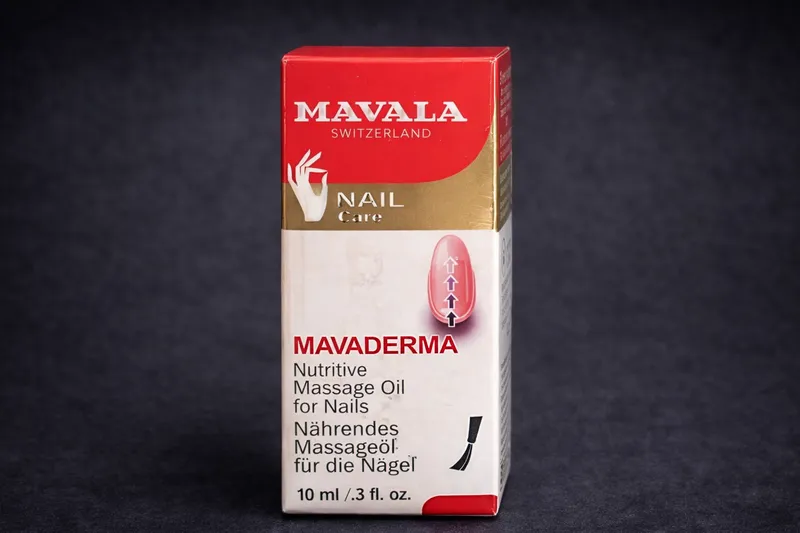 MAVALA
SWITZERLAND
NAIL
Care
MAVADERMA
Nutritive
Massage Oil
for Nails
Nährendes
Massageöl
für die Nägel
10 ml /.3 fl. oz.